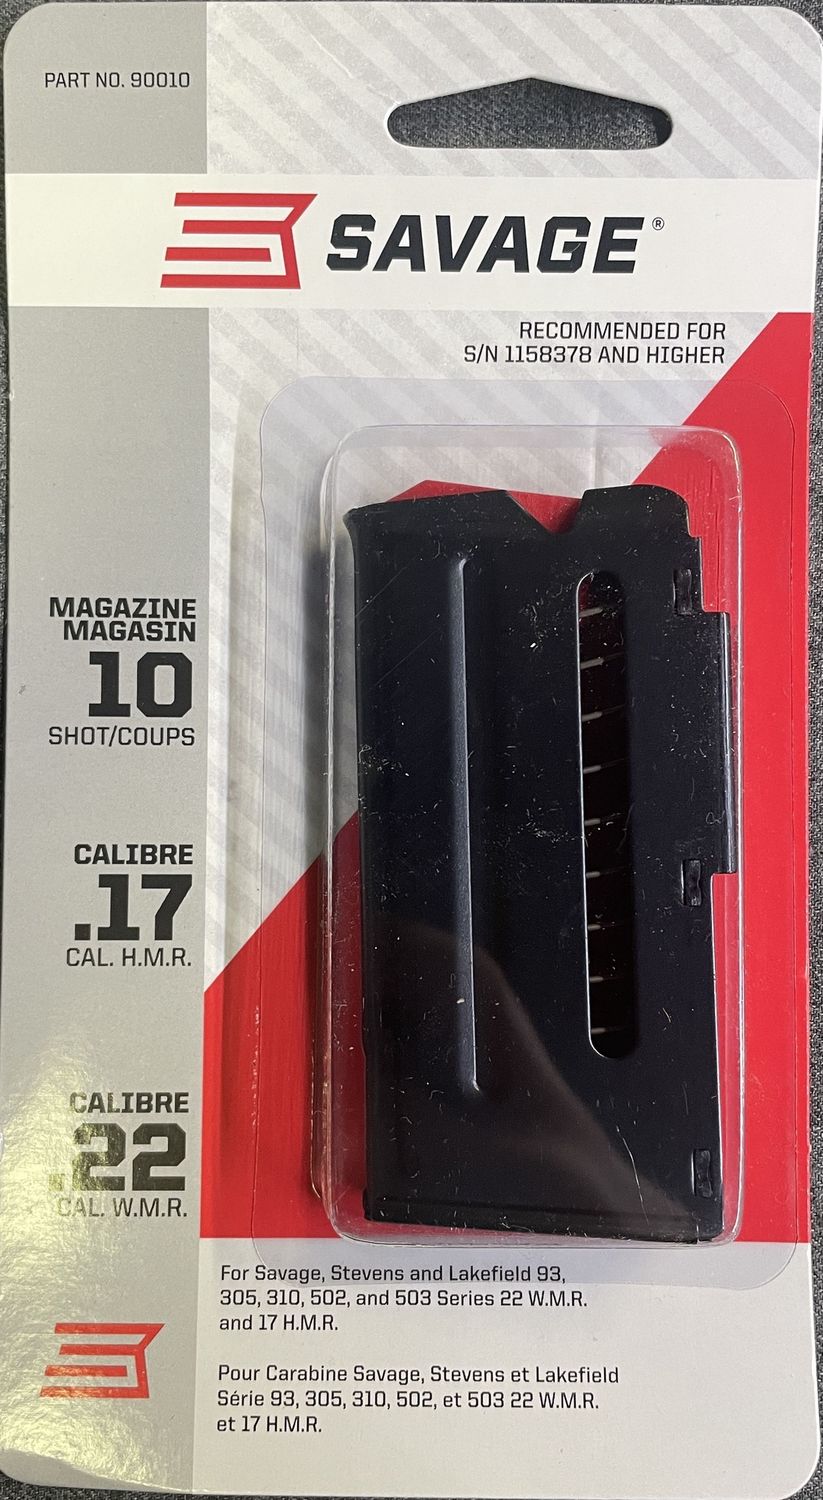 PART NO. 90010
SAVAGE®
RECOMMENDED FOR
S/N 1158378 AND HIGHER
MAGAZINE
MAGASIN
10
SHOT/COUPS
CALIBRE
.17
CAL. H.M.R.
CALIBRE
.22
CAL. W.M.R.
For Savage, Stevens and Lakefield 93,
305, 310, 502, and 503 Series 22 W.M.R.
and 17 H.M.R.
Pour Carabine Savage, Stevens et Lakefield
Série 93, 305, 310, 502, et 503 22 W.M.R.
et 17 H.M.R.